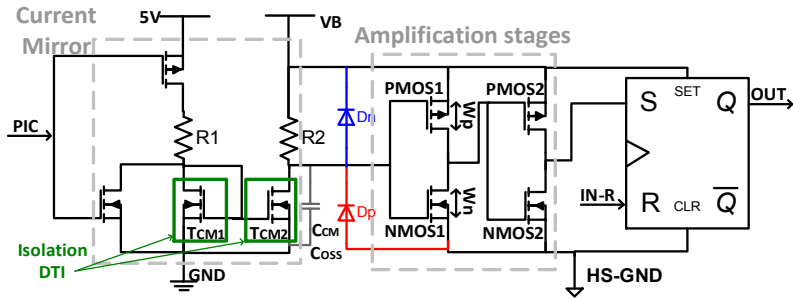 Current
Mirror
5V
VB
Amplification stages
PMOS1
PMOS2
Wp
Dn
S
SET
Q
OUT
PIC
R1
R2
IN-R
R
CLR
Q
Dp
Wn
TCM1
TCM2
CCM
COSS
NMOS1
NMOS2
Isolation
DTI
GND
HS-GND